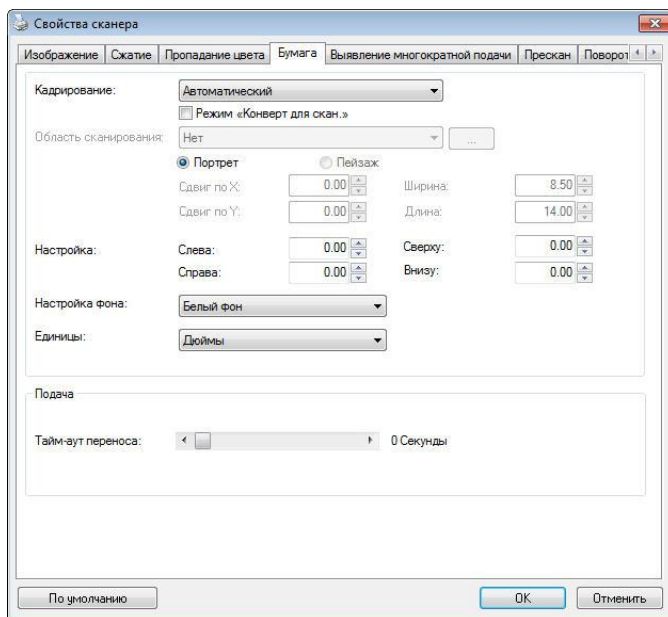 Свойства сканера
Изображение Сжатие Пропадание цвета Бумага Выявление многократной подачи Прескан Поворот
Кадрирование: Автоматический
Режим «Конверт для скан.»
Область сканирования: Нет ...
Портрет Пейзаж
Сдвиг по X: 0.00 Ширина: 8.50
Сдвиг по Y: 0.00 Длина: 14.00
Настройка: Слева: 0.00 Сверху: 0.00
Справа: 0.00 Внизу: 0.00
Настройка фона: Белый фон
Единицы: Дюймы
Подача
Тайм-аут переноса: 0 Секунды
По умолчанию OK Отменить